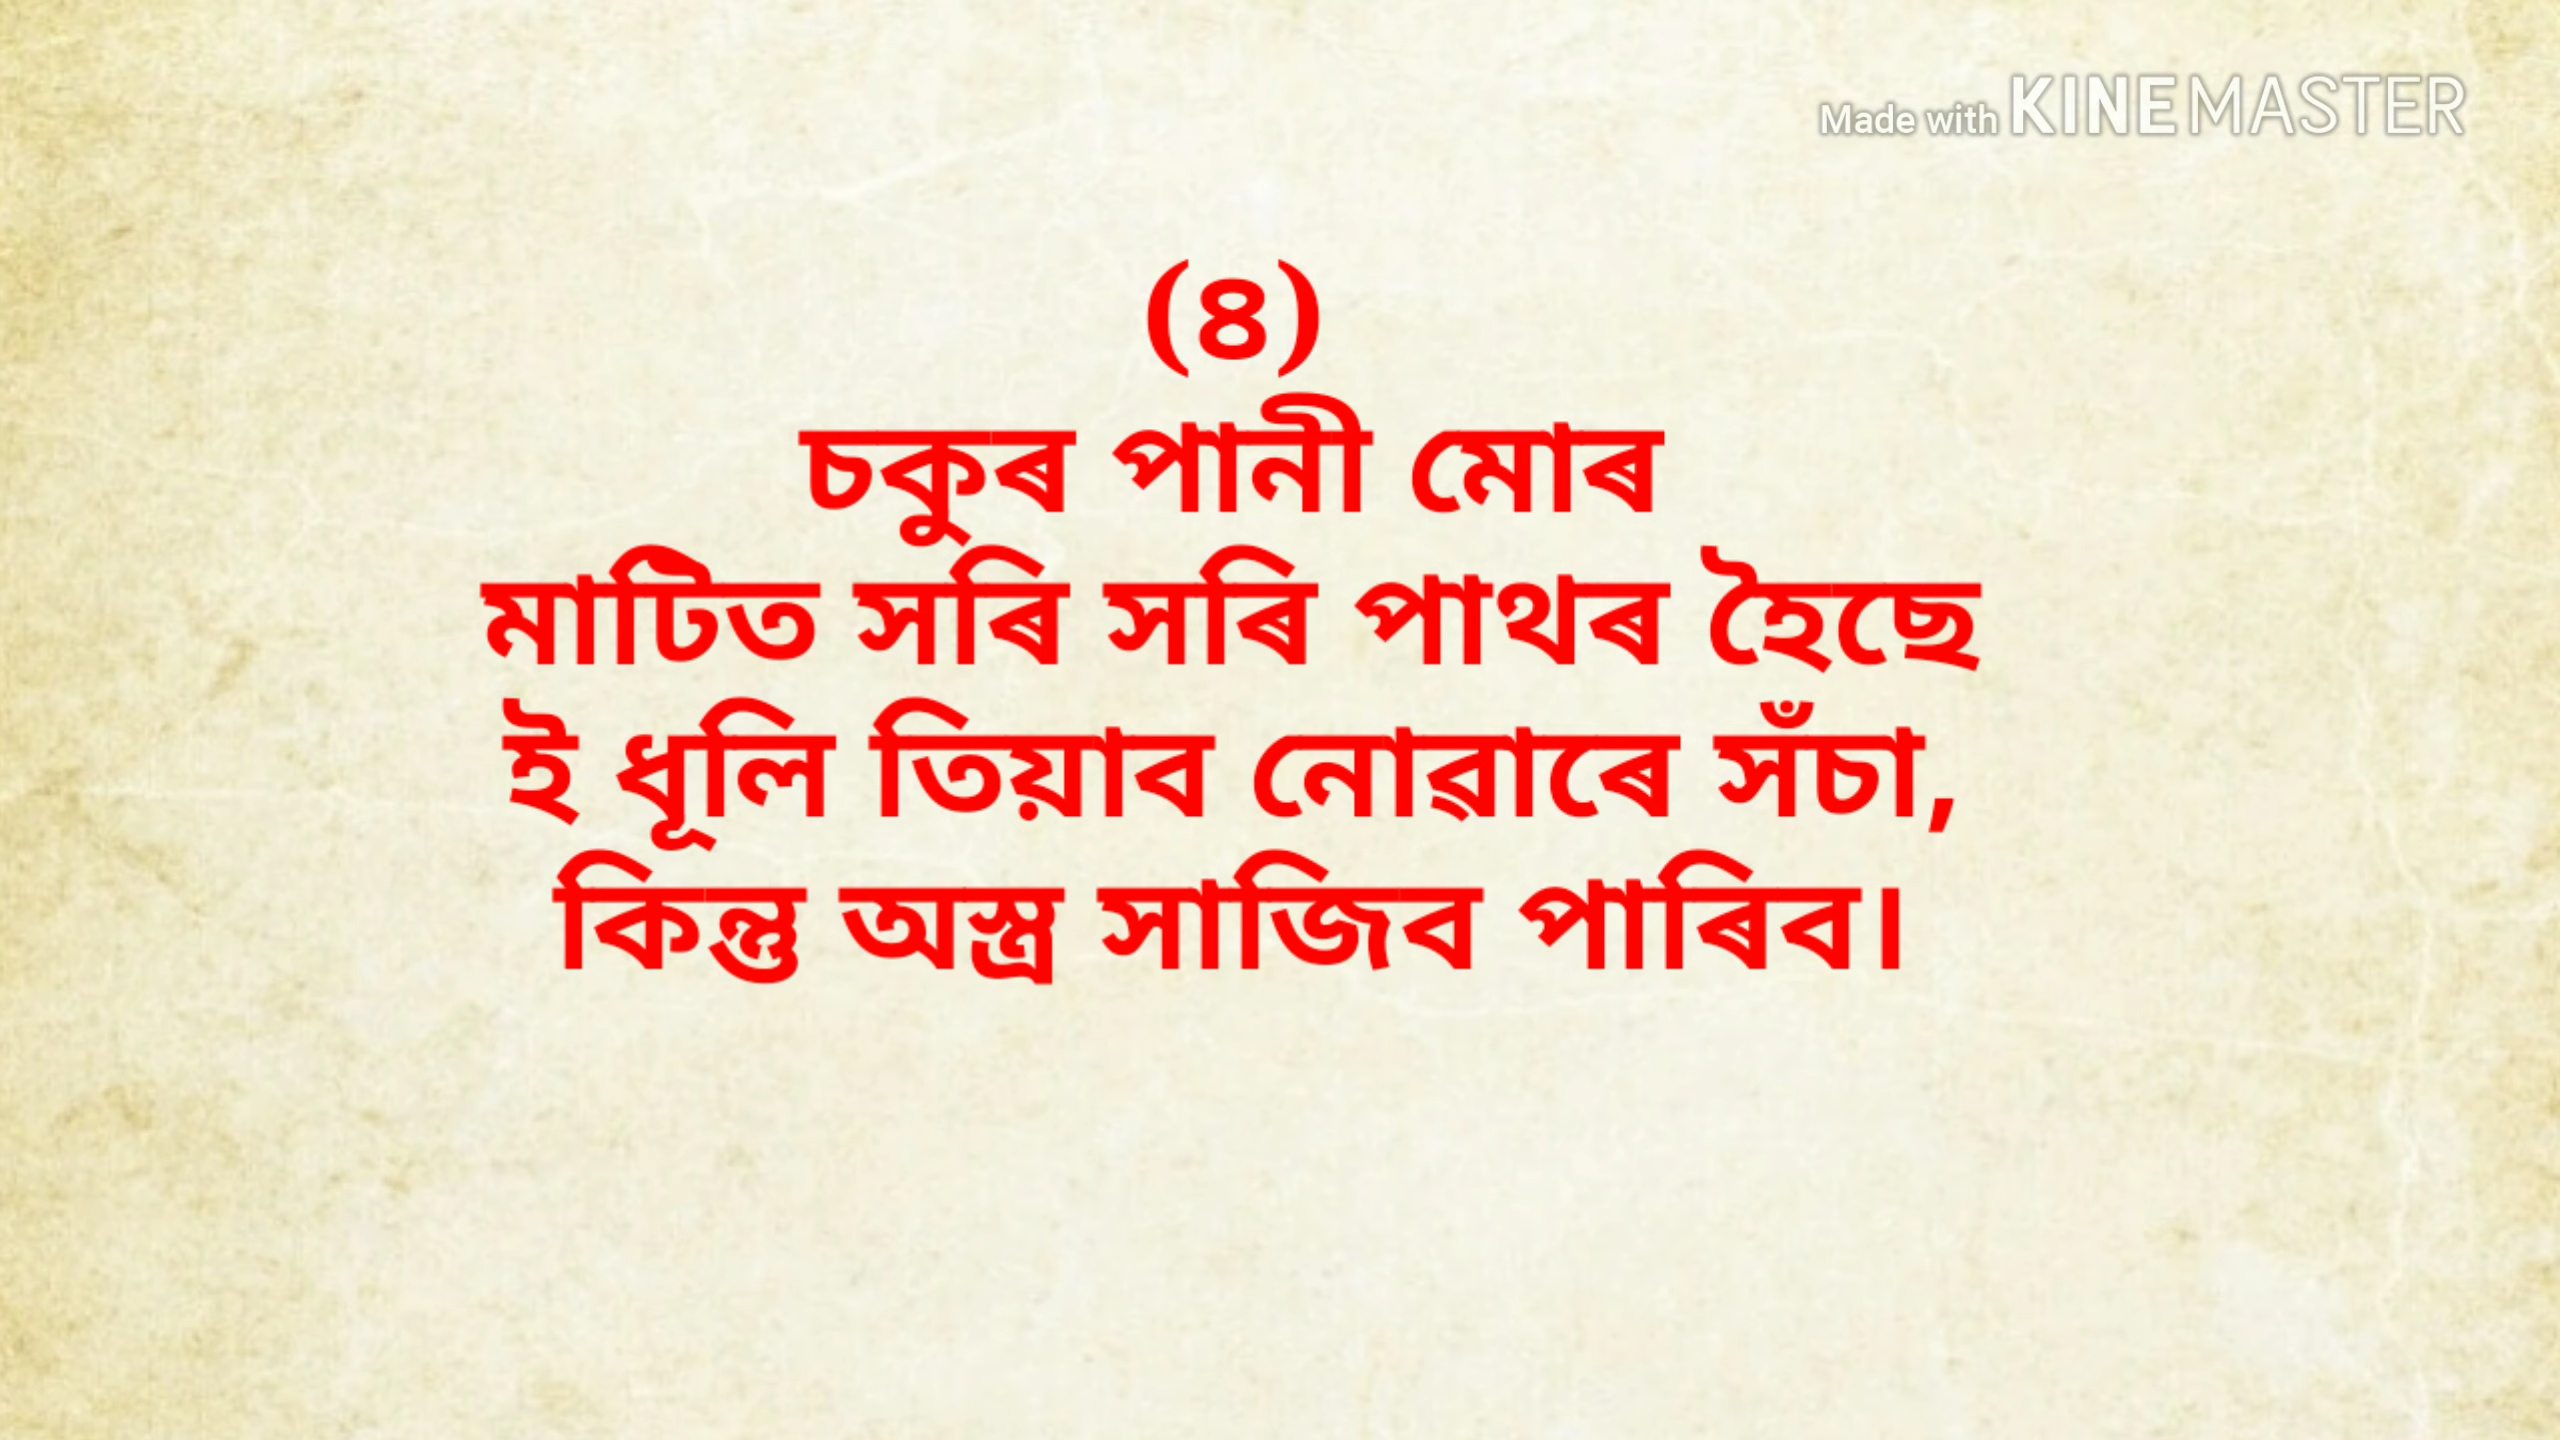 Made with KINEMASTER
(৪)
চকুৰ পানী মোৰ
মাটিত সৰি সৰি পাথৰ হৈছে
ই ধূলি তিয়াব নোৱাৰে সঁচা,
কিন্তু অস্ত্ৰ সাজিব পাৰিব।